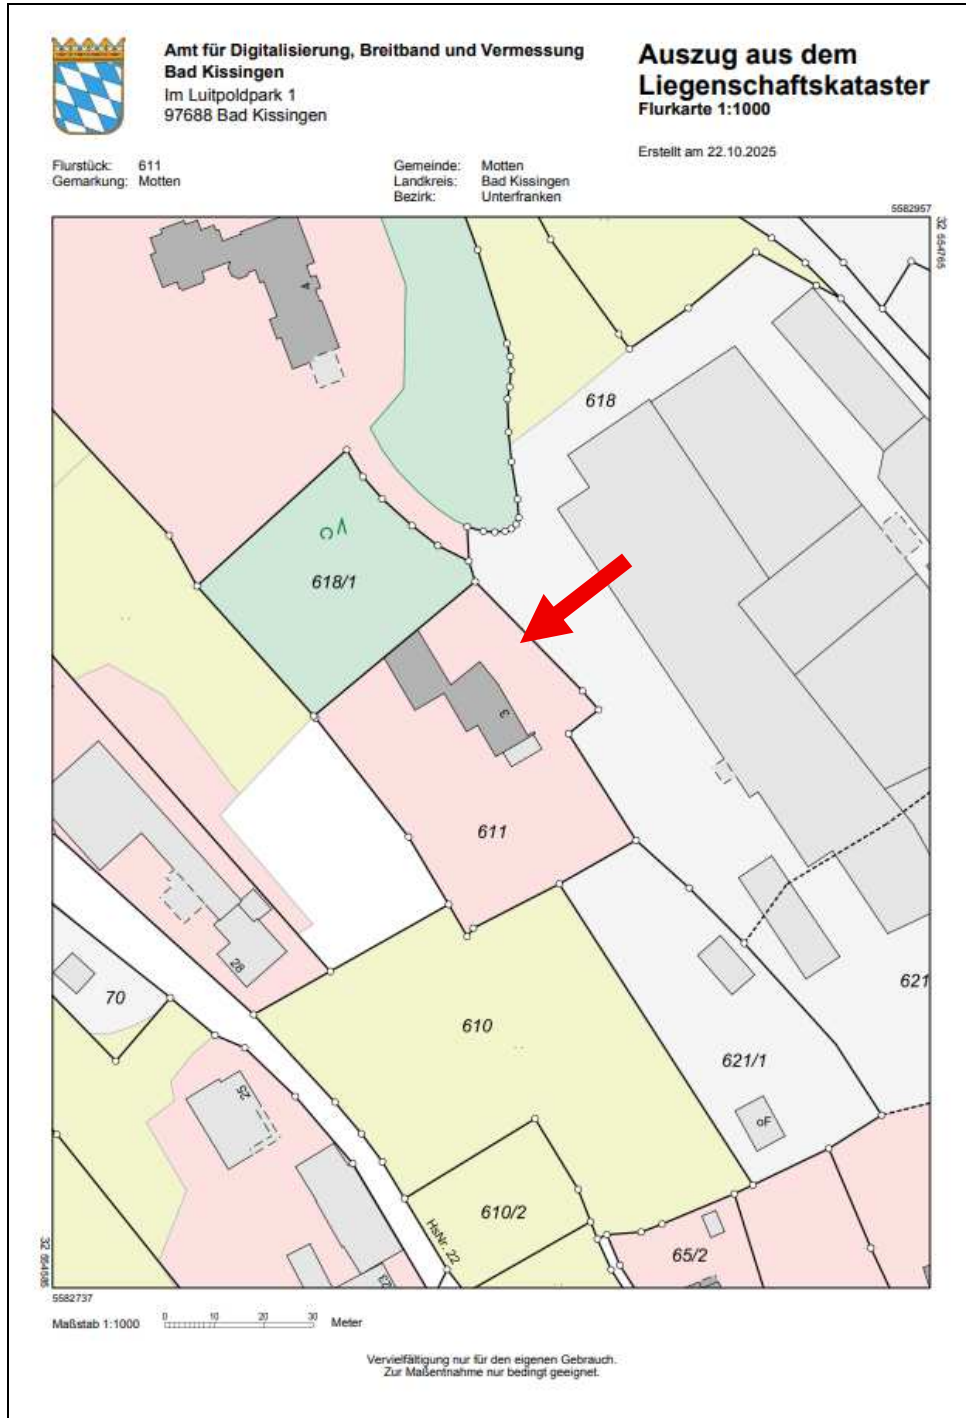 Amt für Digitalisierung, Breitband und Vermessung
Bad Kissingen
Im Luitpoldpark 1
97688 Bad Kissingen
Auszug aus dem
Liegenschaftskataster
Flurkarte 1:1000
Erstellt am 22.10.2025
Flurstück: 611
Gemarkung: Motten
Gemeinde: Motten
Landkreis: Bad Kissingen
Bezirk: Unterfranken
5582957
32 554765
4
618
618/1
3
611
28
70
610
621
621/1
25
oF
610/2
HsNr. 22
65/2
23
32 554585
5582737
Maßstab 1:1000
0 10 20 30 Meter
Vervielfältigung nur für den eigenen Gebrauch.
Zur Maßentnahme nur bedingt geeignet.